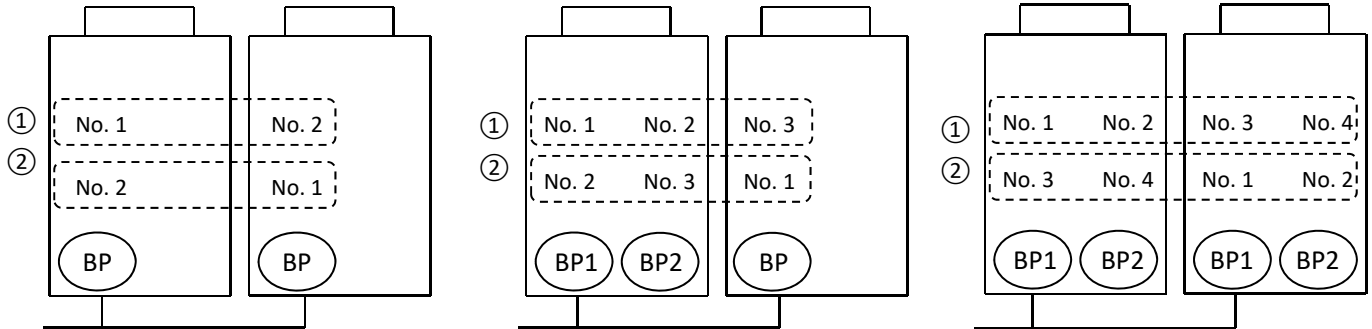 ① No. 1 No. 2
② No. 2 No. 1
BP BP
① No. 1 No. 2 No. 3
② No. 2 No. 3 No. 1
BP1 BP2 BP
① No. 1 No. 2 No. 3 No. 4
② No. 3 No. 4 No. 1 No. 2
BP1 BP2 BP1 BP2